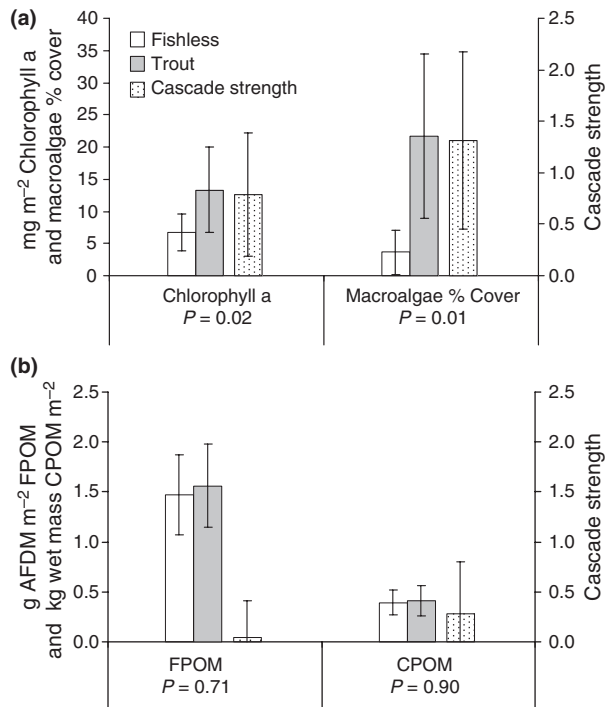 (a)
40
35
30
25
20
15
10
5
0
mg m⁻² Chlorophyll a
and macroalgae % cover
Fishless
Trout
Cascade strength
2.5
2.0
1.5
1.0
0.5
0.0
Cascade strength
Chlorophyll a
P = 0.02
Macroalgae % Cover
P = 0.01
(b)
2.5
2.0
1.5
1.0
0.5
0.0
g AFDM m⁻² FPOM
and kg wet mass CPOM m⁻²
2.5
2.0
1.5
1.0
0.5
0.0
Cascade strength
FPOM
P = 0.71
CPOM
P = 0.90